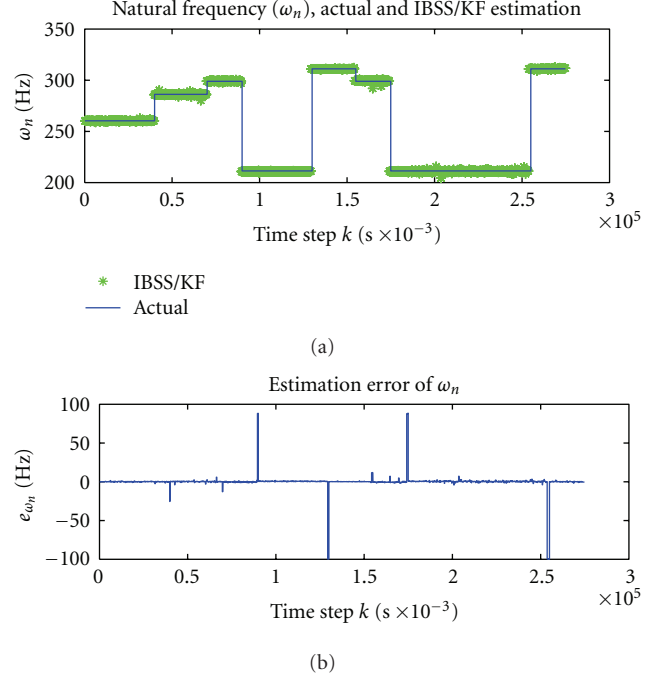 Natural frequency (ωn), actual and IBSS/KF estimation
350
300
250
200
ωn (Hz)
0 0.5 1 1.5 2 2.5 3
×10⁵
Time step k (s ×10⁻³)
IBSS/KF
Actual
(a)
Estimation error of ωn
100
50
0
−50
−100
eωn (Hz)
0 0.5 1 1.5 2 2.5 3
×10⁵
Time step k (s ×10⁻³)
(b)